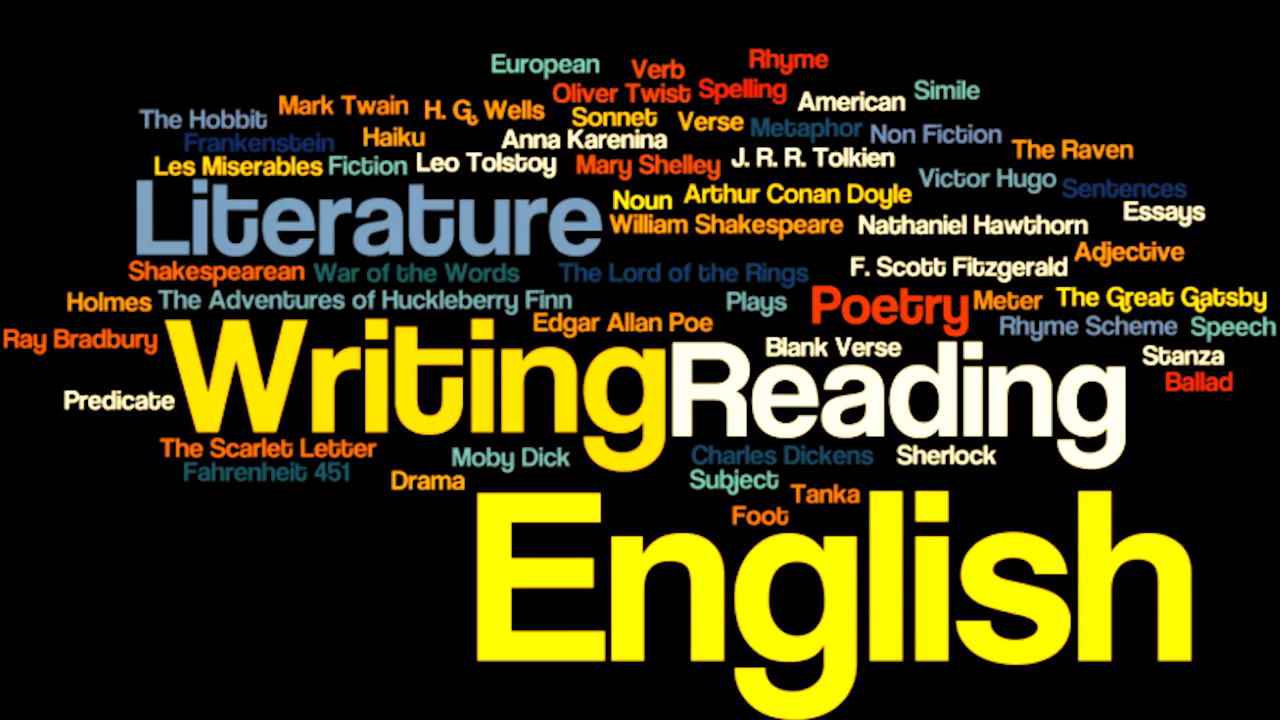 European
Verb
Rhyme
Oliver Twist
Spelling
American
Simile
The Hobbit
Mark Twain
H. G. Wells
Sonnet
Verse
Metaphor
Non Fiction
Frankenstein
Haiku
Anna Karenina
The Raven
Les Miserables
Fiction
Leo Tolstoy
Mary Shelley
J. R. R. Tolkien
Victor Hugo
Sentences
Literature
Noun
Arthur Conan Doyle
Essays
William Shakespeare
Nathaniel Hawthorn
Adjective
Shakespearean
War of the Words
The Lord of the Rings
F. Scott Fitzgerald
Holmes
The Adventures of Huckleberry Finn
Plays
Poetry
Meter
The Great Gatsby
Ray Bradbury
Edgar Allan Poe
Rhyme Scheme
Speech
Writing
Blank Verse
Reading
Stanza
Ballad
Predicate
The Scarlet Letter
Moby Dick
Charles Dickens
Sherlock
Fahrenheit 451
Drama
Subject
Tanka
Foot
English